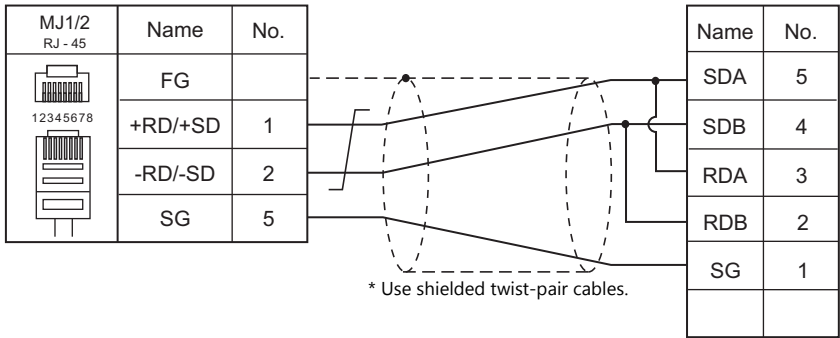 MJ1/2 Name No.
RJ - 45
FG
12345678
+RD/+SD 1
-RD/-SD 2
SG 5
Name No.
SDA 5
SDB 4
RDA 3
RDB 2
SG 1
* Use shielded twist-pair cables.